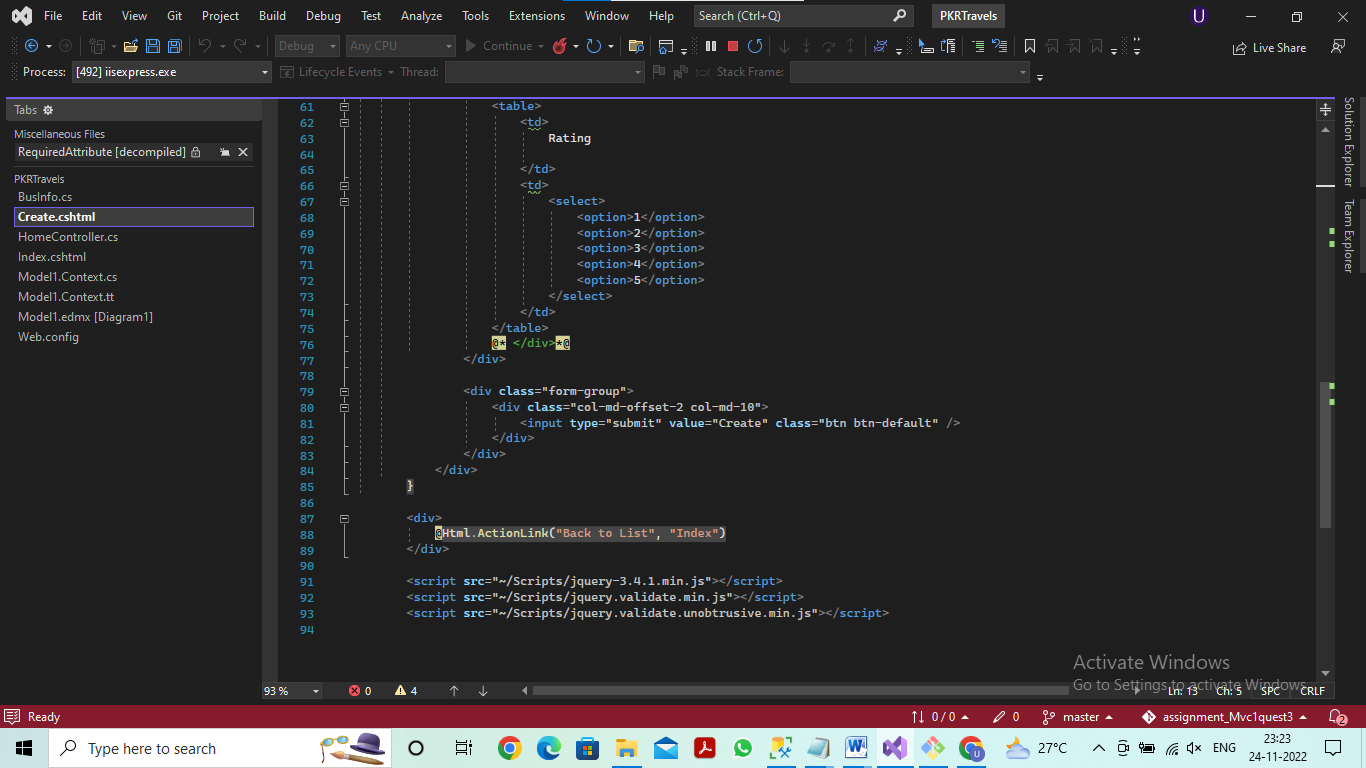 File Edit View Git Project Build Debug Test Analyze Tools Extensions Window Help Search (Ctrl+Q) PKRTravels U
Debug Any CPU Continue Live Share
Process: [492] iisexpress.exe Lifecycle Events Thread: Stack Frame:
Tabs
Miscellaneous Files
RequiredAttribute [decompiled]
PKRTravels
BusInfo.cs
Create.cshtml
HomeController.cs
Index.cshtml
Model1.Context.cs
Model1.Context.tt
Model1.edmx [Diagram1]
Web.config
61 <table>
62 <td>
63 Rating
64
65 </td>
66 <td>
67 <select>
68 <option>1</option>
69 <option>2</option>
70 <option>3</option>
71 <option>4</option>
72 <option>5</option>
73 </select>
74 </td>
75 </table>
76 @* </div>*@
77 </div>
78
79 <div class="form-group">
80 <div class="col-md-offset-2 col-md-10">
81 <input type="submit" value="Create" class="btn btn-default" />
82 </div>
83 </div>
84 </div>
85 }
86
87 <div>
88 @Html.ActionLink("Back to List", "Index")
89 </div>
90
91 <script src="~/Scripts/jquery-3.4.1.min.js"></script>
92 <script src="~/Scripts/jquery.validate.min.js"></script>
93 <script src="~/Scripts/jquery.validate.unobtrusive.min.js"></script>
94
Solution Explorer
Team Explorer
Activate Windows
Go to Settings to activate Windows.
93 % 0 4 Ln: 13 Ch: 5 SPC CRLF
Ready 0 / 0 0 master assignment_Mvc1quest3 2
Type here to search U 27°C ENG 23:23
24-11-2022